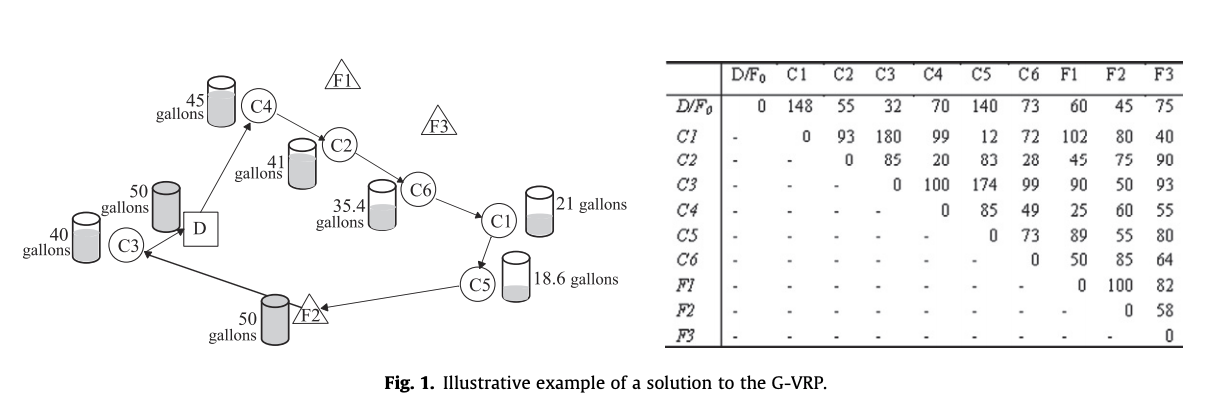 F1
45
gallons
C4
F3
C2
41
gallons
C6
35.4
gallons
50
gallons
21 gallons
C1
D
40
gallons
C3
18.6 gallons
C5
F2
50
gallons
D/F0 C1 C2 C3 C4 C5 C6 F1 F2 F3
D/F0 0 148 55 32 70 140 73 60 45 75
C1 - 0 93 180 99 12 72 102 80 40
C2 - - 0 85 20 83 28 45 75 90
C3 - - - 0 100 174 99 90 50 93
C4 - - - - 0 85 49 25 60 55
C5 - - - - - 0 73 89 55 80
C6 - - - - - - 0 50 85 64
F1 - - - - - - - 0 100 82
F2 - - - - - - - - 0 58
F3 - - - - - - - - - 0
Fig. 1. Illustrative example of a solution to the G-VRP.